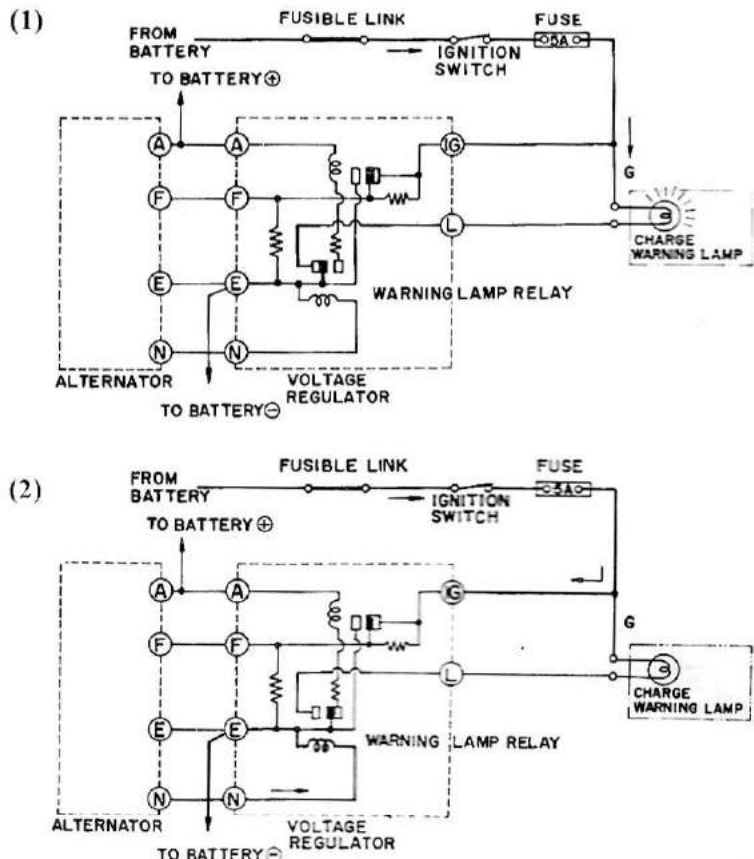 (1)
FUSIBLE LINK
FUSE
FROM BATTERY
5A
IGNITION SWITCH
TO BATTERY ⊕
A
A
IG
G
F
F
L
CHARGE WARNING LAMP
E
E
WARNING LAMP RELAY
N
N
ALTERNATOR
VOLTAGE REGULATOR
TO BATTERY ⊖
(2)
FUSIBLE LINK
FUSE
FROM BATTERY
5A
IGNITION SWITCH
TO BATTERY ⊕
A
A
IG
G
F
F
L
CHARGE WARNING LAMP
E
E
WARNING LAMP RELAY
N
N
ALTERNATOR
VOLTAGE REGULATOR
TO BATTERY ⊖